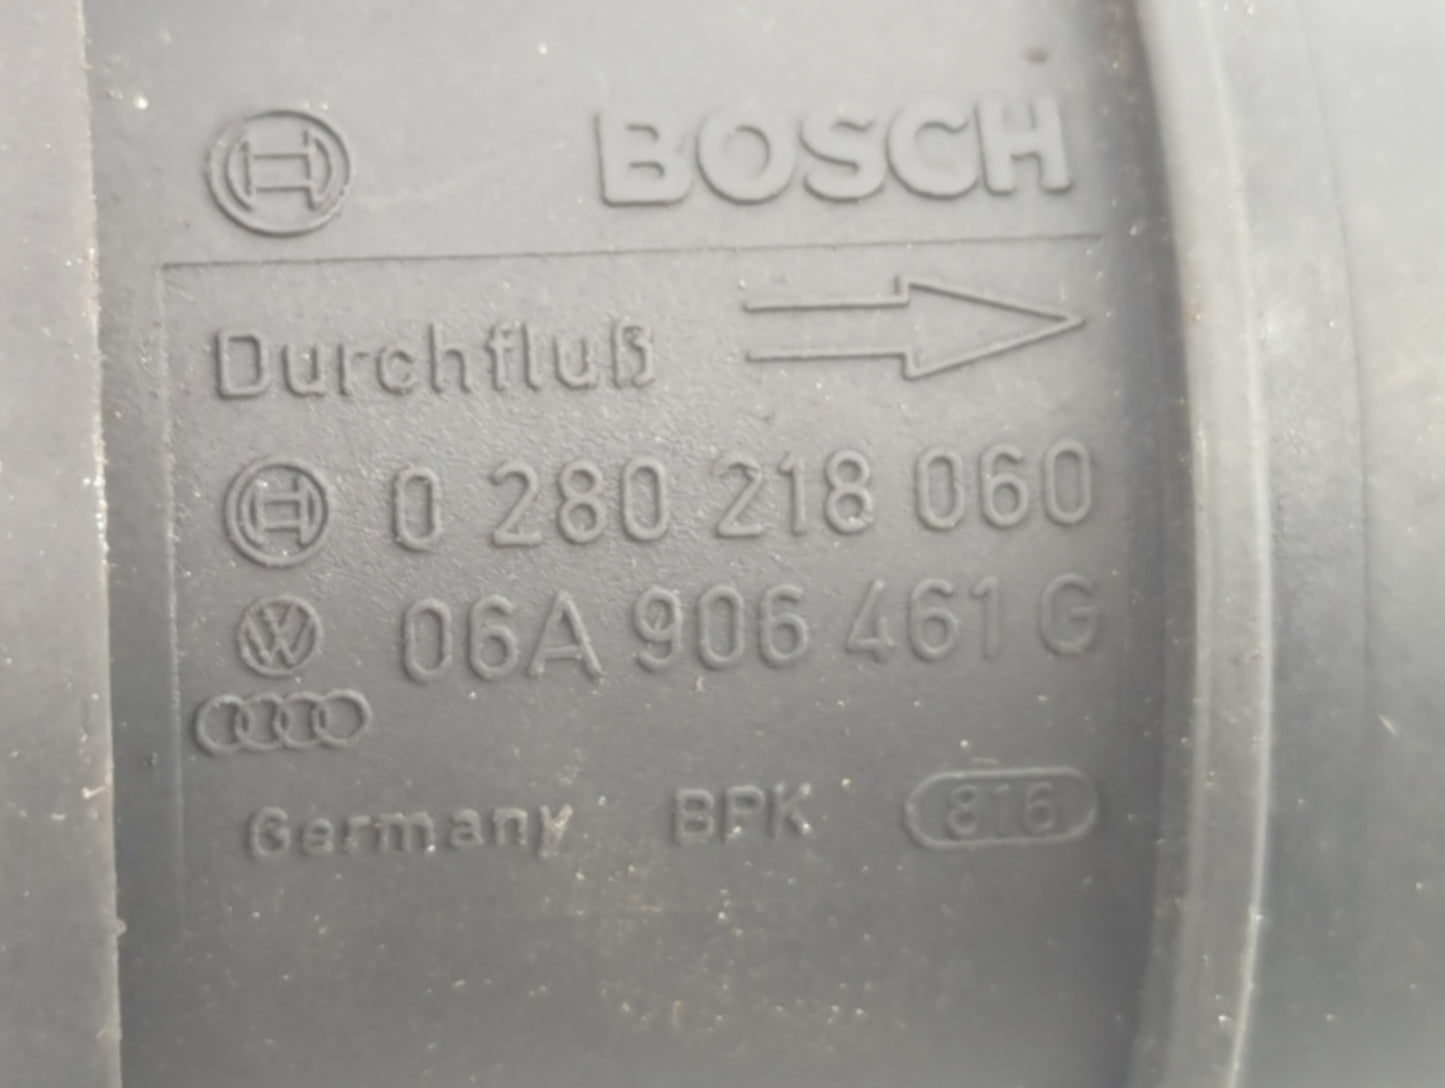 BOSCH
Durchfluß
0 280 218 060
06A 906 461 G
Germany BPK 816